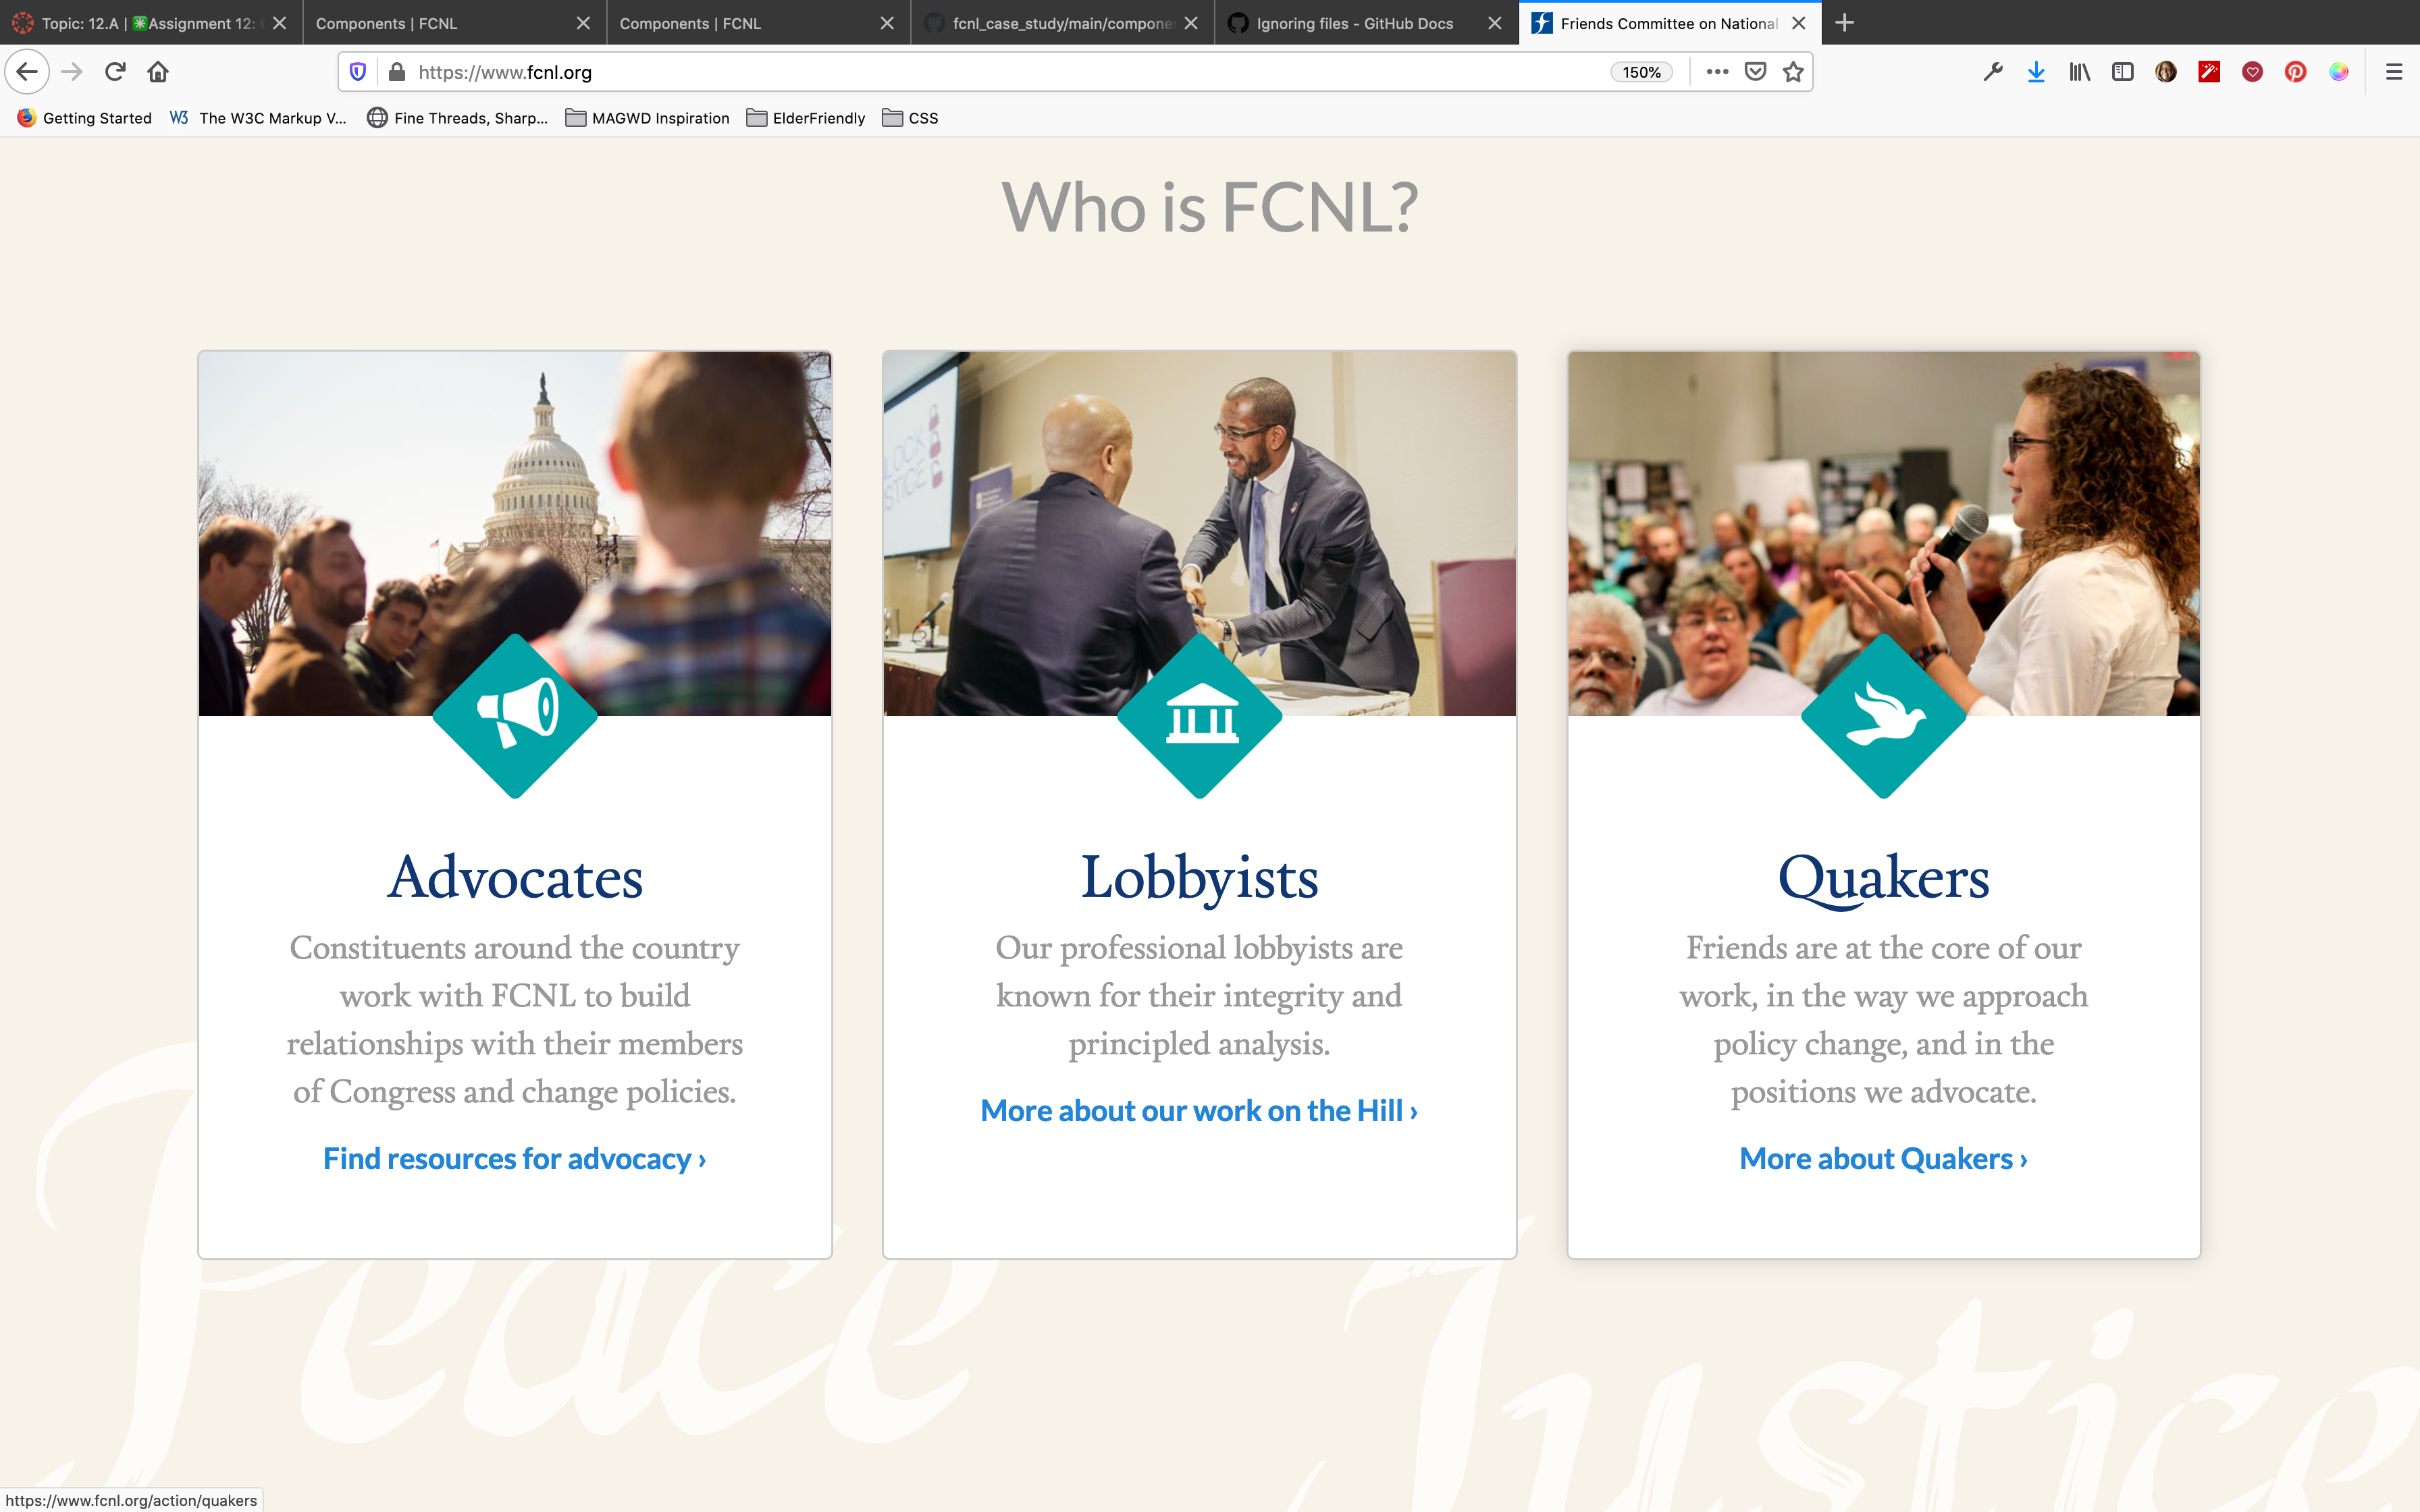 Topic: 12.A | Assignment 12:
Components | FCNL
Components | FCNL
fcnl_case_study/main/compone
Ignoring files - GitHub Docs
Friends Committee on National
https://www.fcnl.org
150%
Getting Started
W3 The W3C Markup V...
Fine Threads, Sharp...
MAGWD Inspiration
ElderFriendly
CSS
Who is FCNL?
LOCK
STICE
Advocates
Constituents around the country
work with FCNL to build
relationships with their members
of Congress and change policies.
Find resources for advocacy ›
Lobbyists
Our professional lobbyists are
known for their integrity and
principled analysis.
More about our work on the Hill ›
Quakers
Friends are at the core of our
work, in the way we approach
policy change, and in the
positions we advocate.
More about Quakers ›
Peace
Justice
https://www.fcnl.org/action/quakers